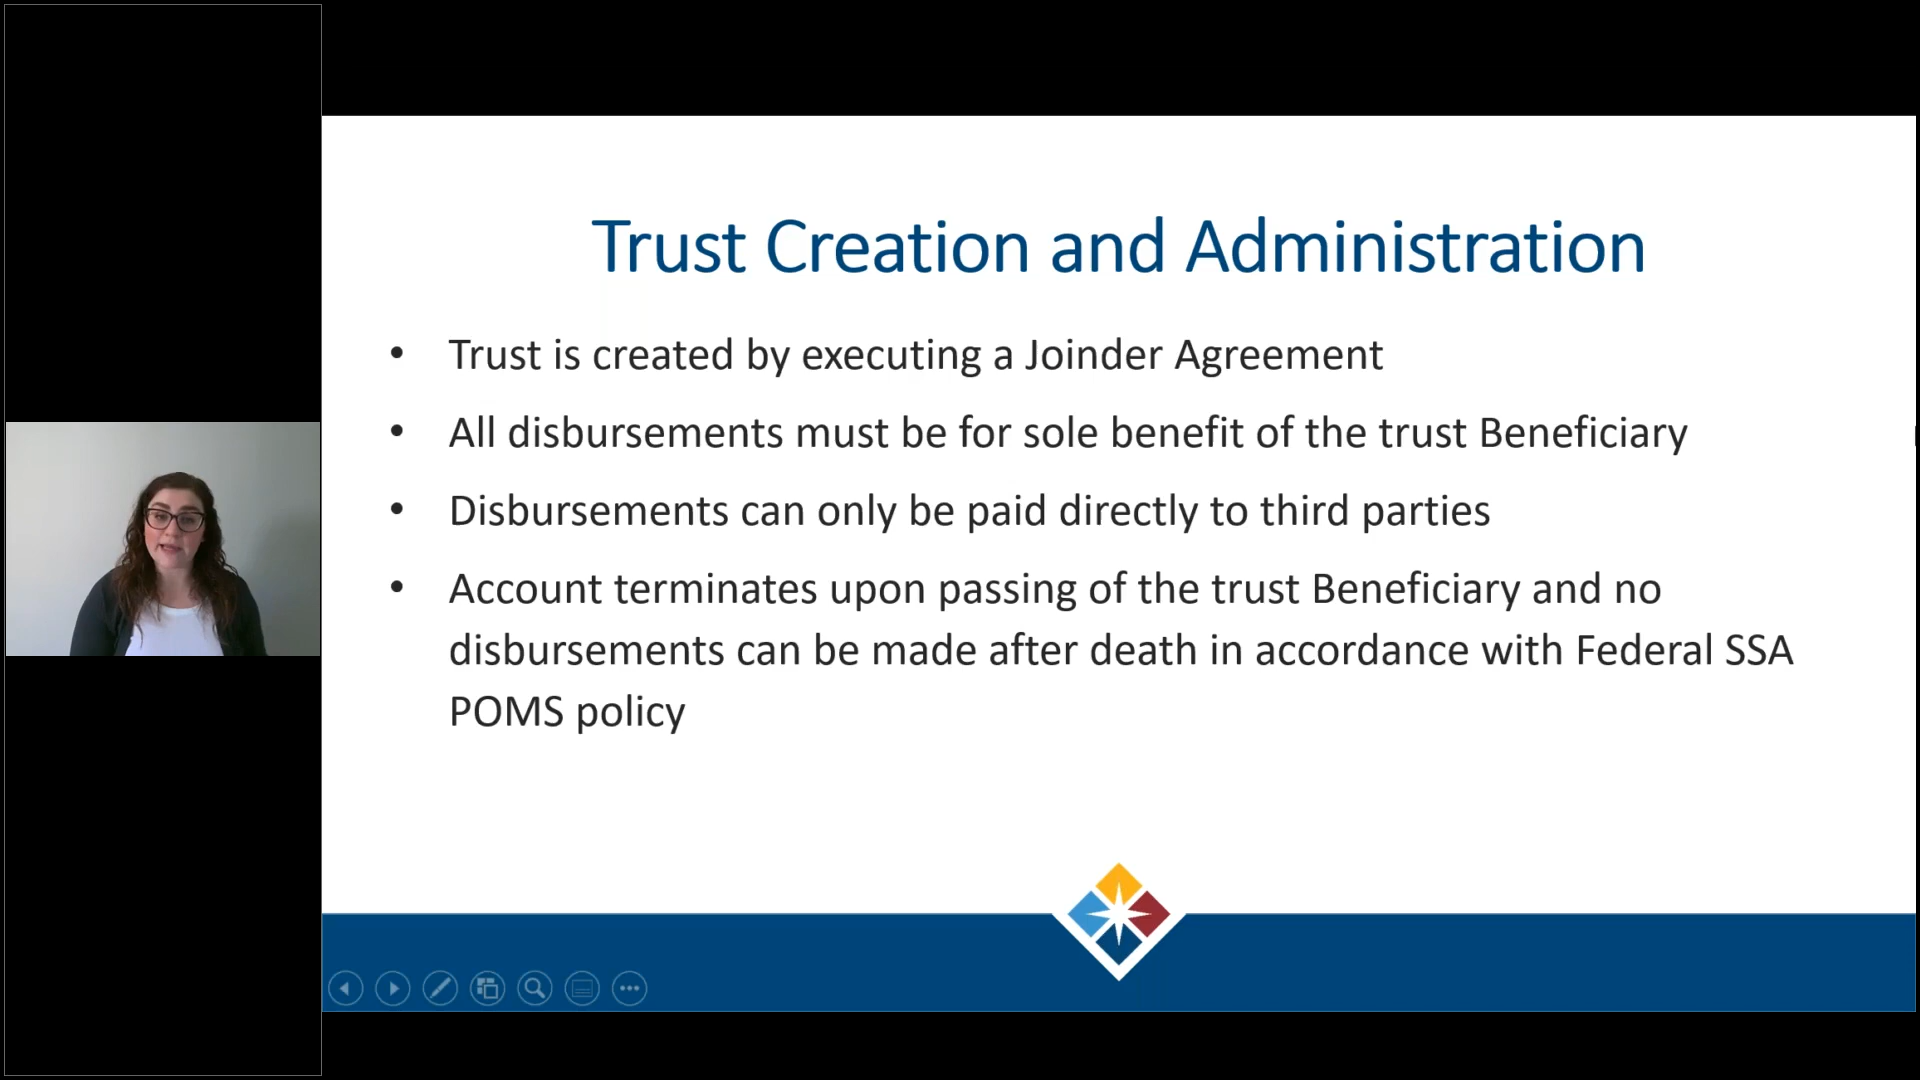 Trust Creation and Administration
• Trust is created by executing a Joinder Agreement
• All disbursements must be for sole benefit of the trust Beneficiary
• Disbursements can only be paid directly to third parties
• Account terminates upon passing of the trust Beneficiary and no
disbursements can be made after death in accordance with Federal SSA
POMS policy